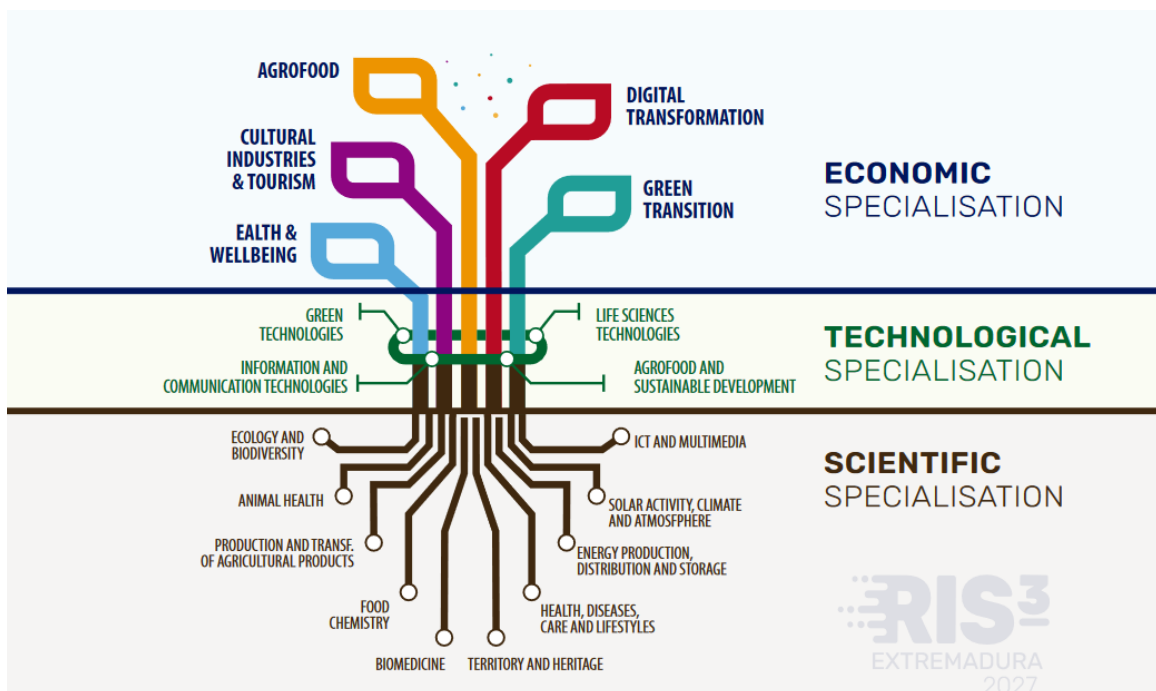 AGROFOOD
CULTURAL
INDUSTRIES
& TOURISM
EALTH &
WELLBEING
DIGITAL
TRANSFORMATION
GREEN
TRANSITION
ECONOMIC
SPECIALISATION
GREEN
TECHNOLOGIES
INFORMATION AND
COMMUNICATION TECHNOLOGIES
LIFE SCIENCES
TECHNOLOGIES
AGROFOOD AND
SUSTAINABLE DEVELOPMENT
TECHNOLOGICAL
SPECIALISATION
ECOLOGY AND
BIODIVERSITY
ANIMAL HEALTH
PRODUCTION AND TRANSF.
OF AGRICULTURAL PRODUCTS
FOOD
CHEMISTRY
BIOMEDICINE
TERRITORY AND HERITAGE
HEALTH, DISEASES,
CARE AND LIFESTYLES
ENERGY PRODUCTION,
DISTRIBUTION AND STORAGE
SOLAR ACTIVITY, CLIMATE
AND ATMOSFPHERE
ICT AND MULTIMEDIA
SCIENTIFIC
SPECIALISATION
RIS3
EXTREMADURA
2027